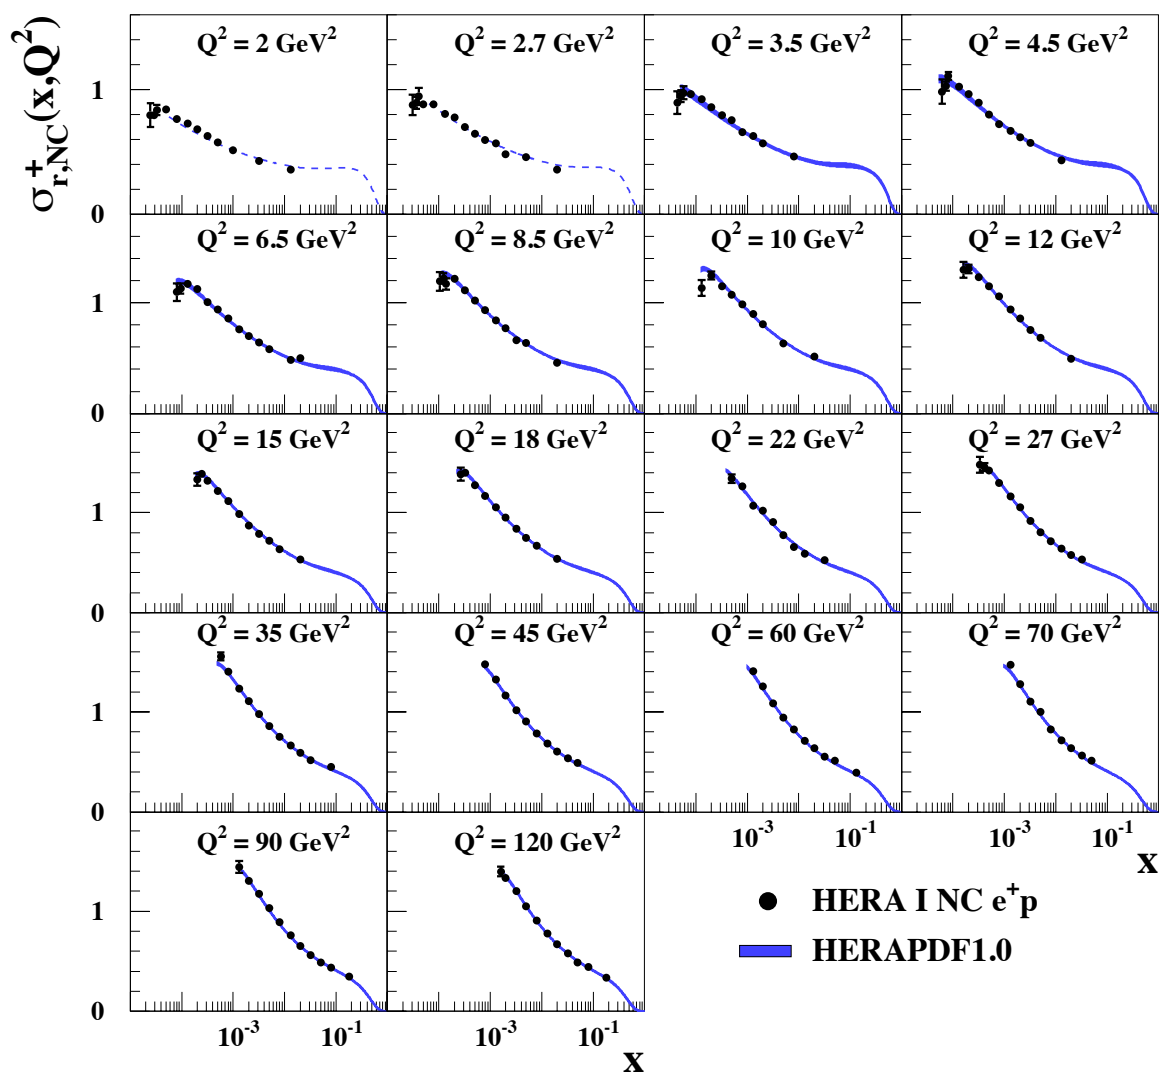 σ⁺r,NC(x,Q²)
Q² = 2 GeV²
Q² = 2.7 GeV²
Q² = 3.5 GeV²
Q² = 4.5 GeV²
1
0
Q² = 6.5 GeV²
Q² = 8.5 GeV²
Q² = 10 GeV²
Q² = 12 GeV²
1
0
Q² = 15 GeV²
Q² = 18 GeV²
Q² = 22 GeV²
Q² = 27 GeV²
1
0
Q² = 35 GeV²
Q² = 45 GeV²
Q² = 60 GeV²
Q² = 70 GeV²
1
0
10⁻³ 10⁻¹ 10⁻³ 10⁻¹
x
Q² = 90 GeV²
Q² = 120 GeV²
1
0
10⁻³ 10⁻¹ 10⁻³ 10⁻¹
x
HERA I NC e⁺p
HERAPDF1.0